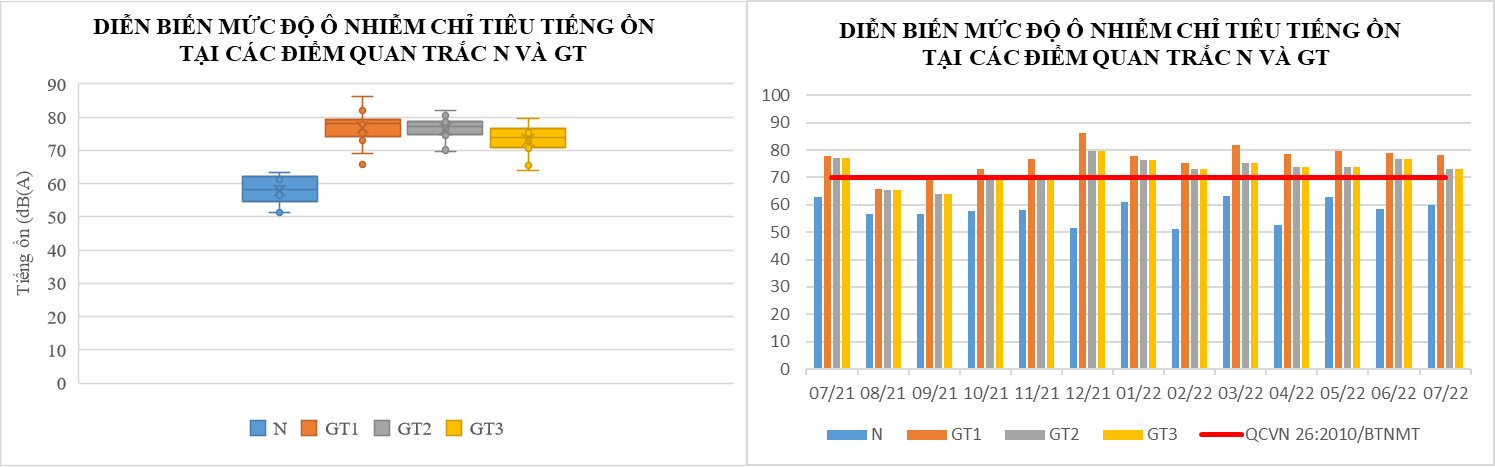 DIỄN BIẾN MỨC ĐỘ Ô NHIỄM CHỈ TIÊU TIẾNG ỒN
TẠI CÁC ĐIỂM QUAN TRẮC N VÀ GT
90
80
70
60
50
40
30
20
10
0
Tiếng ồn (dB(A)
N GT1 GT2 GT3
DIỄN BIẾN MỨC ĐỘ Ô NHIỄM CHỈ TIÊU TIẾNG ỒN
TẠI CÁC ĐIỂM QUAN TRẮC N VÀ GT
100
90
80
70
60
50
40
30
20
10
0
07/21 08/21 09/21 10/21 11/21 12/21 01/22 02/22 03/22 04/22 05/22 06/22 07/22
N GT1 GT2 GT3 QCVN 26:2010/BTNMT